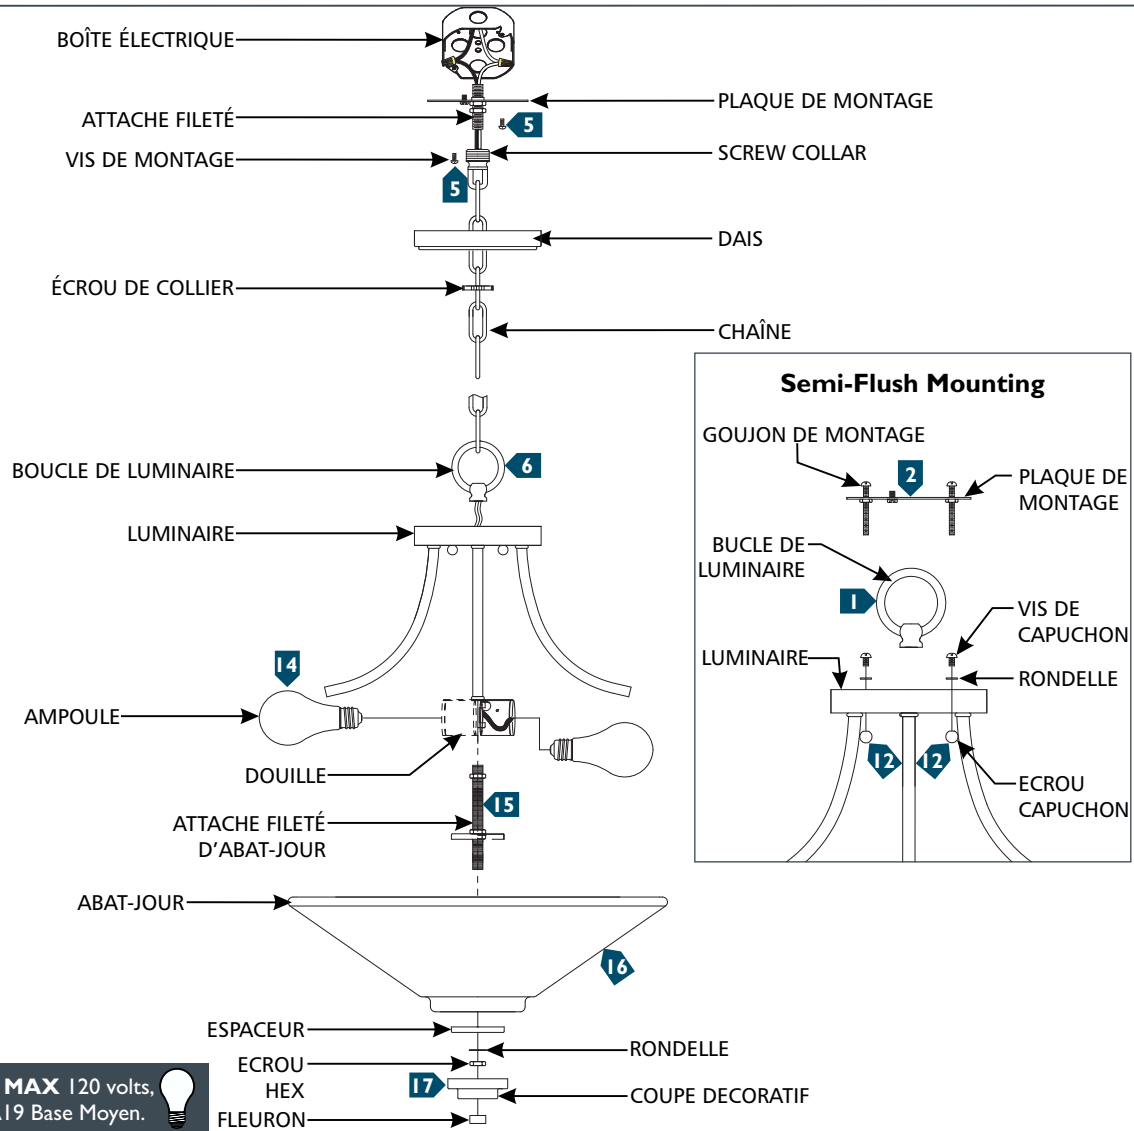 BOÎTE ÉLECTRIQUE
PLAQUE DE MONTAGE
ATTACHE FILETÉ
5
VIS DE MONTAGE
SCREW COLLAR
5
DAIS
ÉCROU DE COLLIER
CHAÎNE
BOUCLE DE LUMINAIRE
6
LUMINAIRE
14
AMPOULE
DOUILLE
15
ATTACHE FILETÉ
D’ABAT-JOUR
ABAT-JOUR
16
ESPACEUR
RONDELLE
ECROU
HEX
17
COUPE DECORATIF
FLEURON
MAX 120 volts,
19 Base Moyen.
Semi-Flush Mounting
GOUJON DE MONTAGE
2
PLAQUE DE
MONTAGE
BUCLE DE
LUMINAIRE
1
VIS DE
CAPUCHON
LUMINAIRE
RONDELLE
12
12
ECROU
CAPUCHON